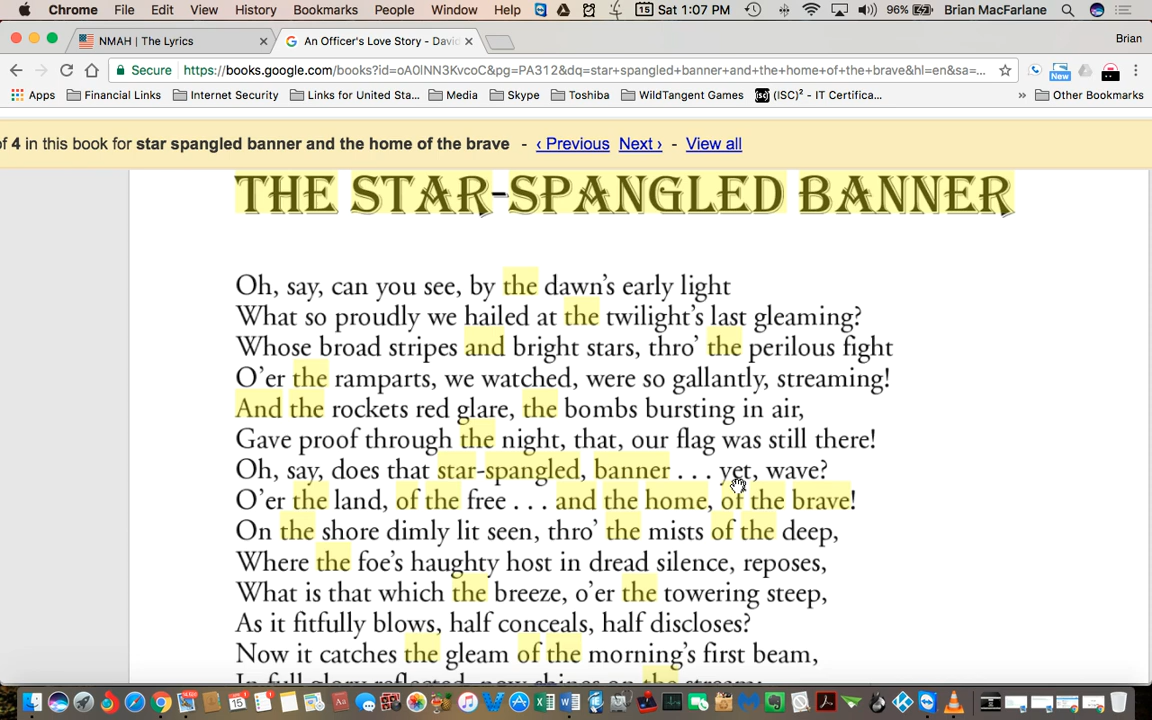 Chrome File Edit View History Bookmarks People Window Help 15 Sat 1:07 PM 96% Brian MacFarlane
NMAH | The Lyrics An Officer's Love Story - David Brian
Secure https://books.google.com/books?id=oA0lNN3KvcoC&pg=PA312&dq=star+spangled+banner+and+the+home+of+the+brave&hl=en&sa=... New
Apps Financial Links Internet Security Links for United Sta... Media Skype Toshiba WildTangent Games (ISC)² - IT Certifica... » Other Bookmarks
of 4 in this book for star spangled banner and the home of the brave - ‹ Previous Next › - View all
THE STAR-SPANGLED BANNER
Oh, say, can you see, by the dawn's early light
What so proudly we hailed at the twilight's last gleaming?
Whose broad stripes and bright stars, thro' the perilous fight
O'er the ramparts, we watched, were so gallantly, streaming!
And the rockets red glare, the bombs bursting in air,
Gave proof through the night, that, our flag was still there!
Oh, say, does that star-spangled, banner . . . yet, wave?
O'er the land, of the free . . . and the home, of the brave!
On the shore dimly lit seen, thro' the mists of the deep,
Where the foe's haughty host in dread silence, reposes,
What is that which the breeze, o'er the towering steep,
As it fitfully blows, half conceals, half discloses?
Now it catches the gleam of the morning's first beam,
In full glory reflected, now shines on the stream: